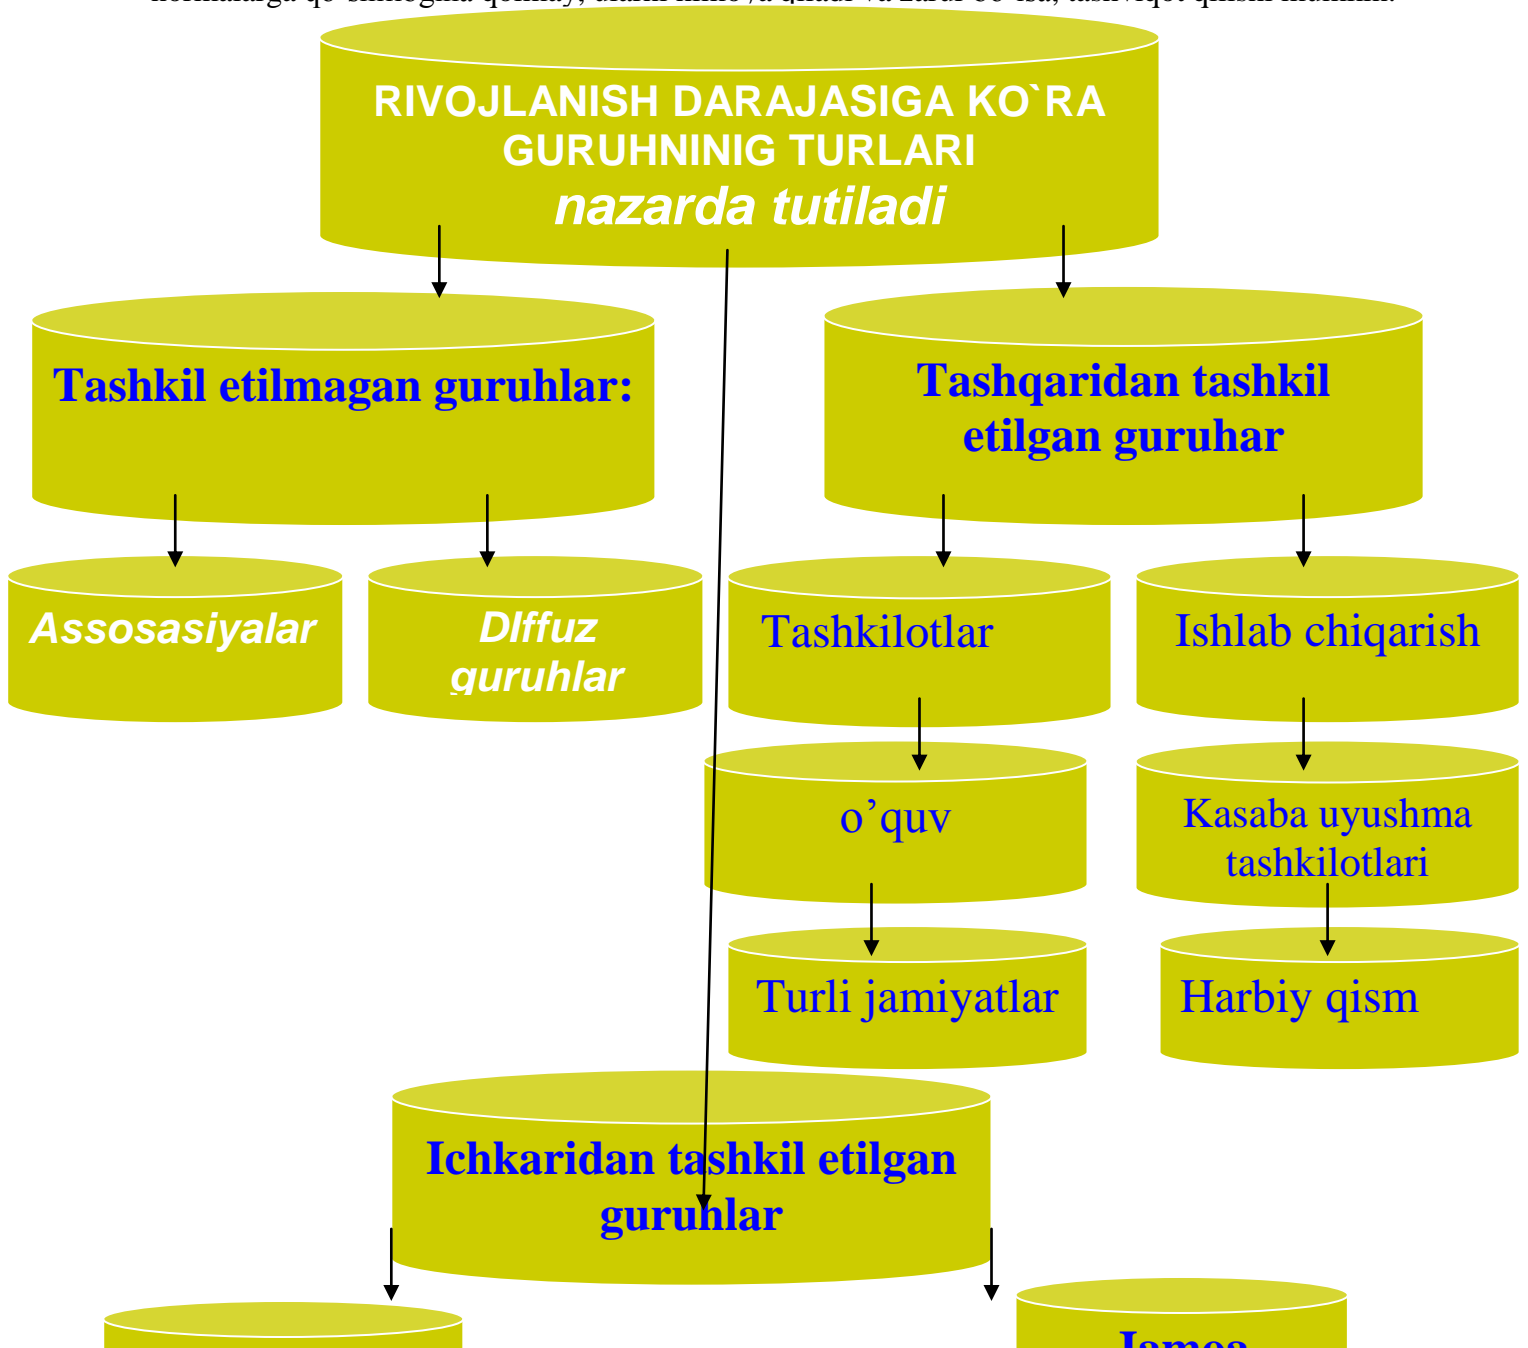 RIVOJLANISH DARAJASIGA KO`RA
GURUHNINIG TURLARI
nazarda tutiladi
Tashkil etilmagan guruhlar:
Tashqaridan tashkil
etilgan guruhar
Assosasiyalar
DIffuz
guruhlar
Tashkilotlar
Ishlab chiqarish
o’quv
Kasaba uyushma
tashkilotlari
Turli jamiyatlar
Harbiy qism
Ichkaridan tashkil etilgan
guruhlar
Jamoa